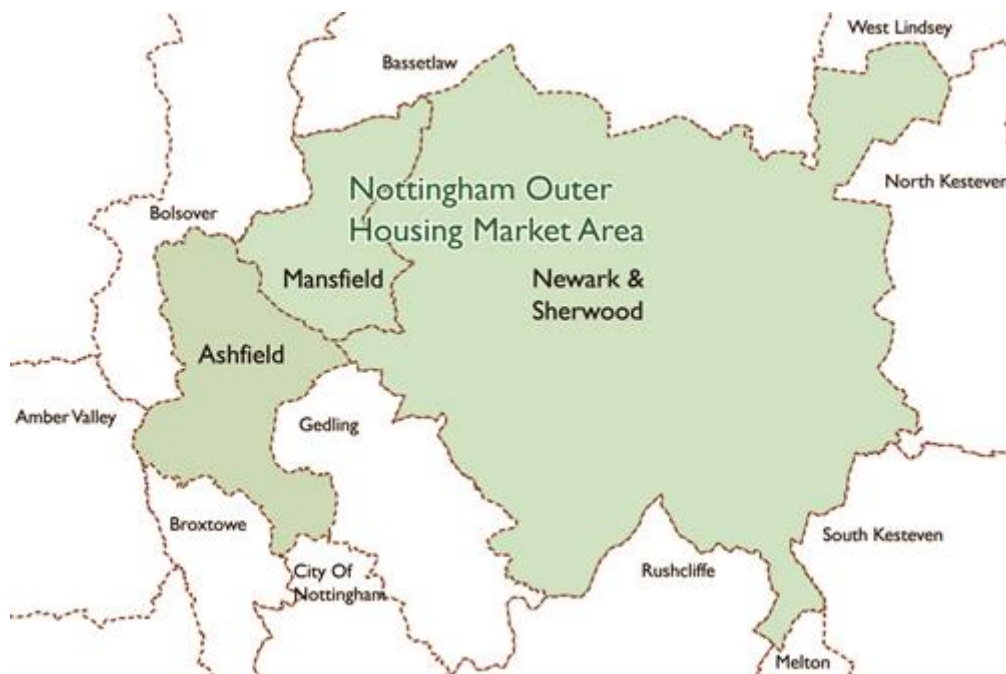 West Lindsey
Bassetlaw
North Kesteven
Nottingham Outer
Housing Market Area
Bolsover
Mansfield
Newark &
Sherwood
Ashfield
Amber Valley
Gedling
Broxtowe
South Kesteven
City Of
Nottingham
Rushcliffe
Melton